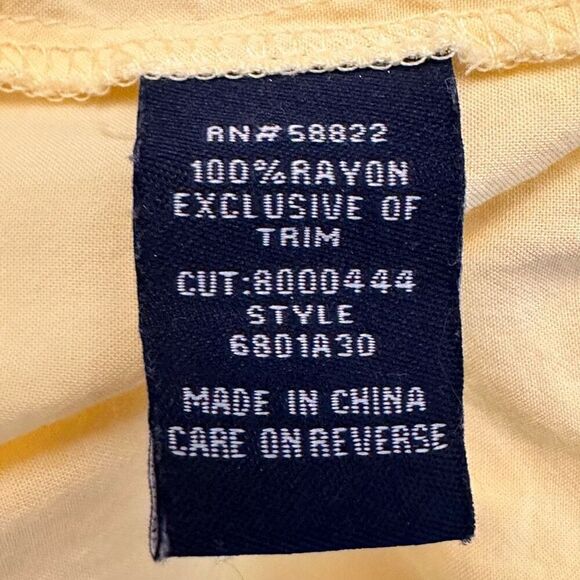 RN#58822
100%RAYON
EXCLUSIVE OF
TRIM
CUT:8000444
STYLE
6801A30
MADE IN CHINA
CARE ON REVERSE